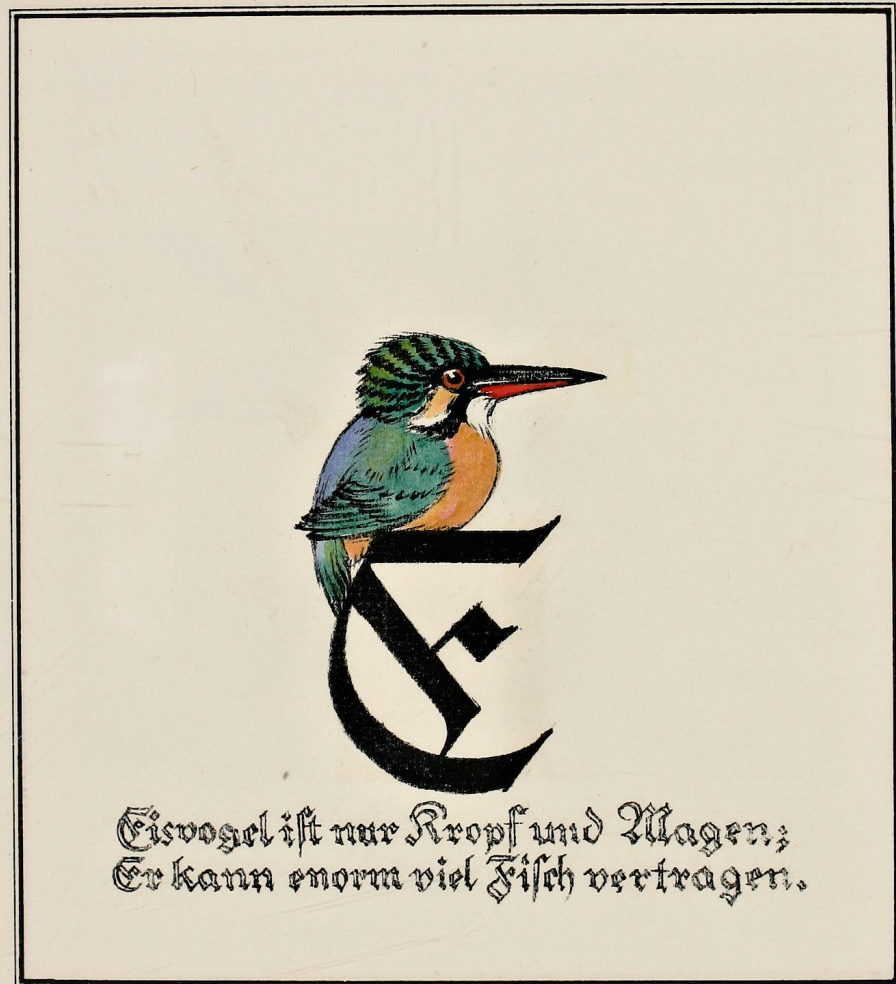 E
Eisvogel ist nur Kropf und Magen;
Er kann enorm viel Fisch vertragen.